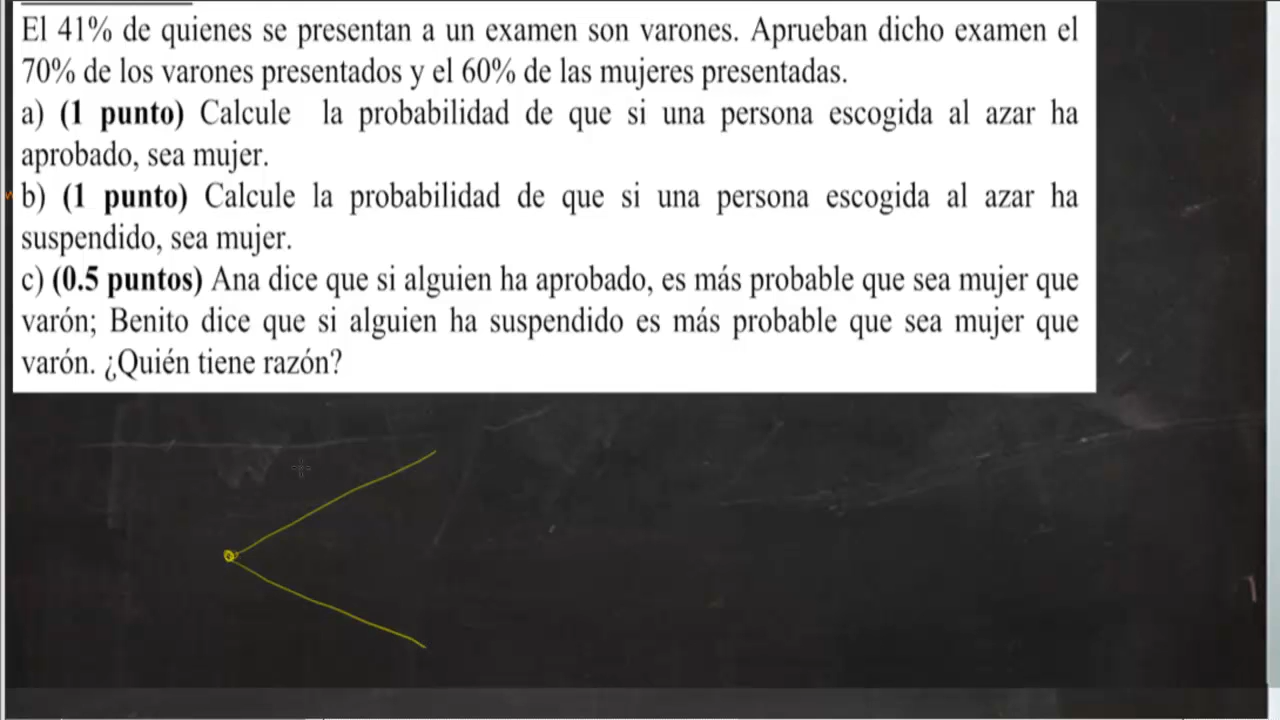 El 41% de quienes se presentan a un examen son varones. Aprueban dicho examen el
70% de los varones presentados y el 60% de las mujeres presentadas.
a) (1 punto) Calcule la probabilidad de que si una persona escogida al azar ha
aprobado, sea mujer.
b) (1 punto) Calcule la probabilidad de que si una persona escogida al azar ha
suspendido, sea mujer.
c) (0.5 puntos) Ana dice que si alguien ha aprobado, es más probable que sea mujer que
varón; Benito dice que si alguien ha suspendido es más probable que sea mujer que
varón. ¿Quién tiene razón?